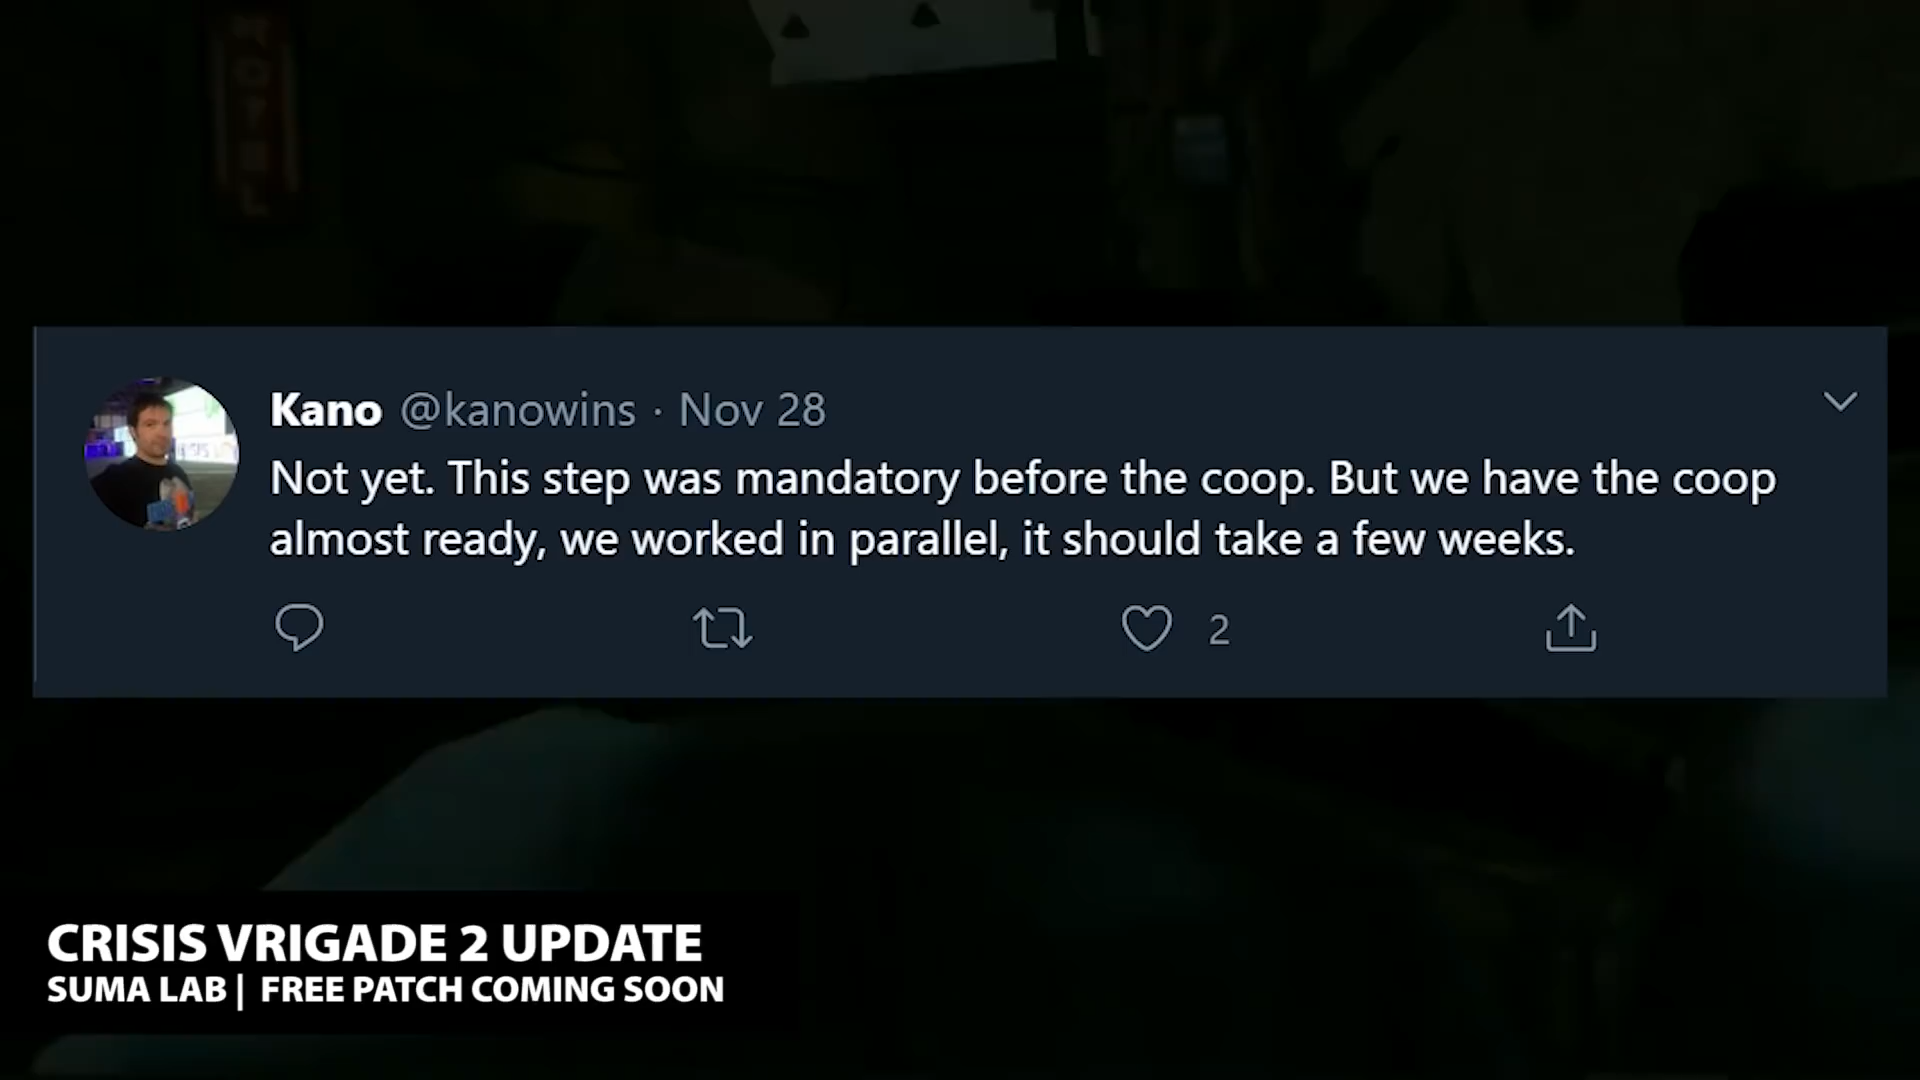 MOTEL
Kano @kanowins · Nov 28
Not yet. This step was mandatory before the coop. But we have the coop
almost ready, we worked in parallel, it should take a few weeks.
2
CRISIS VRIGADE 2 UPDATE
SUMA LAB| FREE PATCH COMING SOON